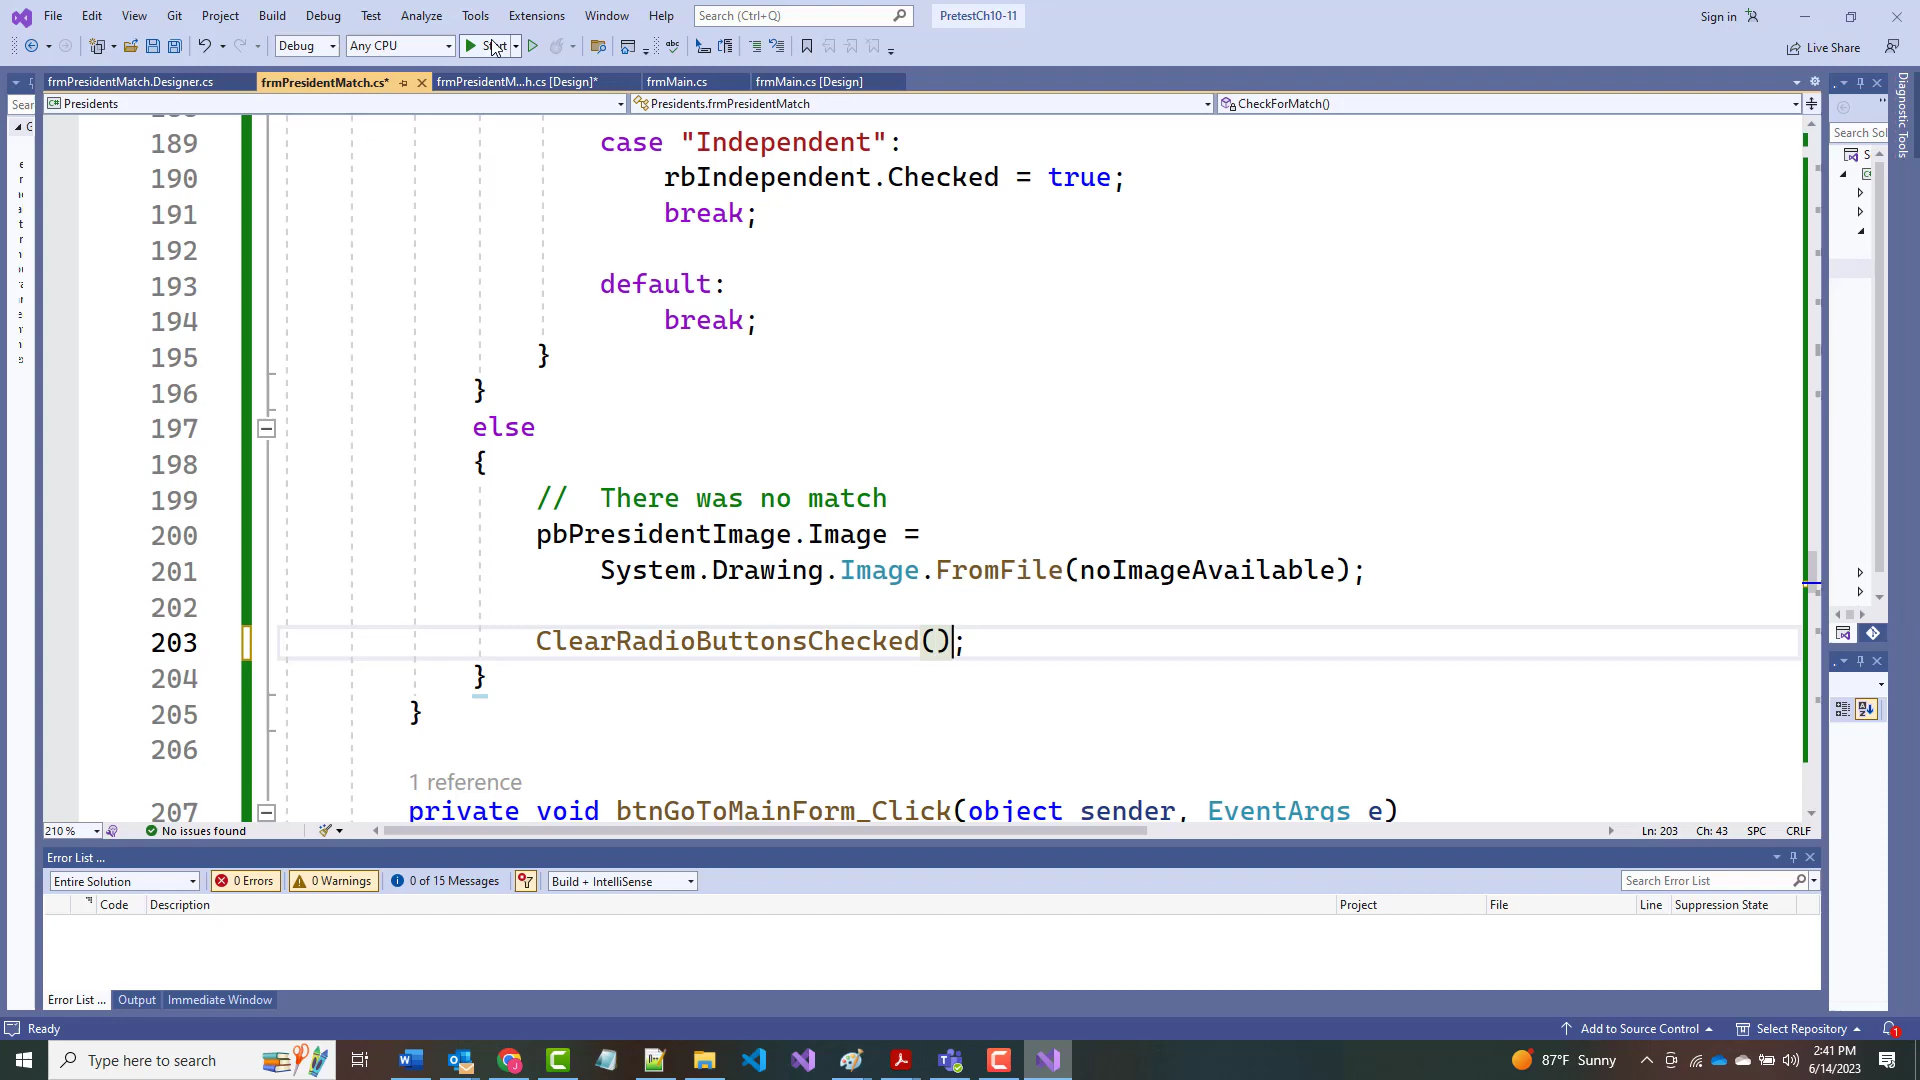 File Edit View Git Project Build Debug Test Analyze Tools Extensions Window Help Search (Ctrl+Q) PretestCh10-11 Sign in
Debug Any CPU Live Share
frmPresidentMatch.Designer.cs frmPresidentMatch.cs* frmPresidentM...h.cs [Design]* frmMain.cs frmMain.cs [Design]
Presidents Presidents.frmPresidentMatch CheckForMatch()
189 case "Independent":
190 rbIndependent.Checked = true;
191 break;
192
193 default:
194 break;
195 }
196 }
197 else
198 {
199 // There was no match
200 pbPresidentImage.Image =
201 System.Drawing.Image.FromFile(noImageAvailable);
202
203 ClearRadioButtonsChecked();
204 }
205 }
206
1 reference
207 private void btnGoToMainForm_Click(object sender, EventArgs e)
210 % No issues found Ln: 203 Ch: 43 SPC CRLF
Error List ...
Entire Solution 0 Errors 0 Warnings 0 of 15 Messages Build + IntelliSense Search Error List
Code Description Project File Line Suppression State
Error List ... Output Immediate Window
Ready Add to Source Control Select Repository 1
Type here to search 87°F Sunny 2:41 PM
6/14/2023
Search Sol
Diagnostic Tools